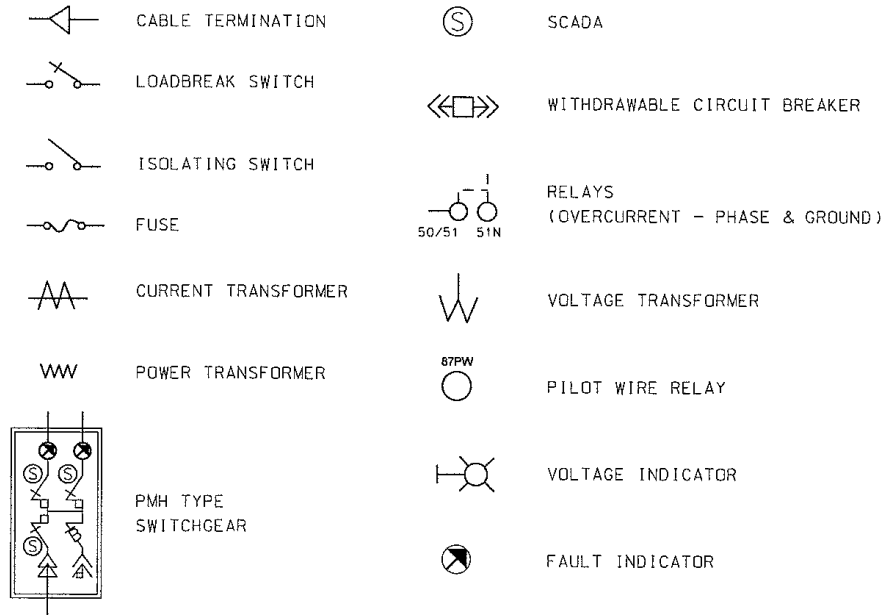 CABLE TERMINATION
LOADBREAK SWITCH
ISOLATING SWITCH
FUSE
CURRENT TRANSFORMER
POWER TRANSFORMER
S
S
S
PMH TYPE
SWITCHGEAR
S
SCADA
WITHDRAWABLE CIRCUIT BREAKER
50/51 51N
RELAYS
(OVERCURRENT - PHASE & GROUND)
VOLTAGE TRANSFORMER
87PW
PILOT WIRE RELAY
VOLTAGE INDICATOR
FAULT INDICATOR